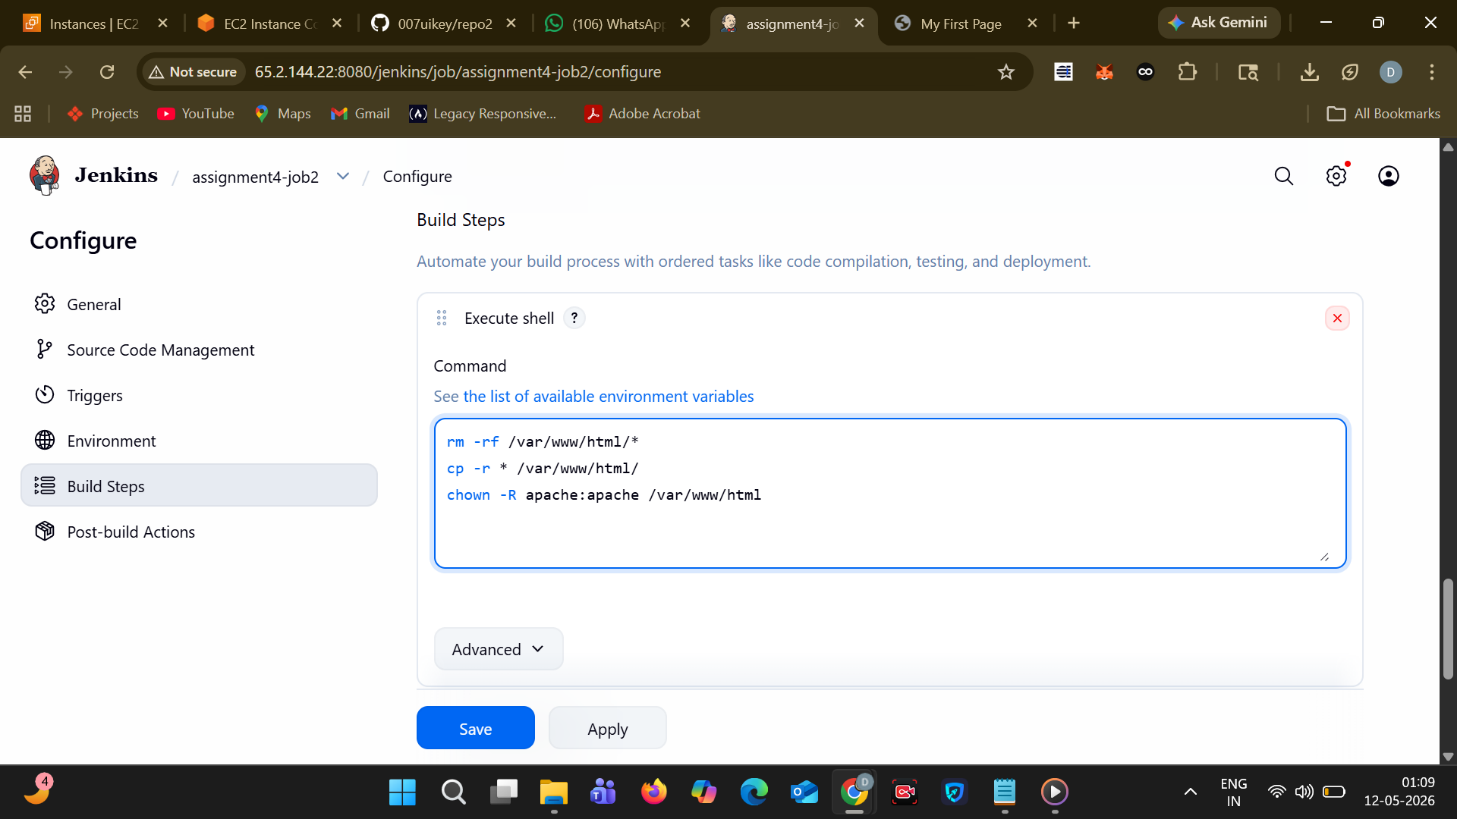 Instances | EC2
EC2 Instance Co
007uikey/repo2
(106) WhatsApp
assignment4-jo
My First Page
Ask Gemini
Not secure
65.2.144.22:8080/jenkins/job/assignment4-job2/configure
D
Projects
YouTube
Maps
Gmail
Legacy Responsive...
Adobe Acrobat
All Bookmarks
Jenkins / assignment4-job2 / Configure
Configure
General
Source Code Management
Triggers
Environment
Build Steps
Post-build Actions
Build Steps
Automate your build process with ordered tasks like code compilation, testing, and deployment.
Execute shell ?
Command
See the list of available environment variables
rm -rf /var/www/html/*
cp -r * /var/www/html/
chown -R apache:apache /var/www/html
Advanced
Save
Apply
4
D
ENG
IN
01:09
12-05-2026